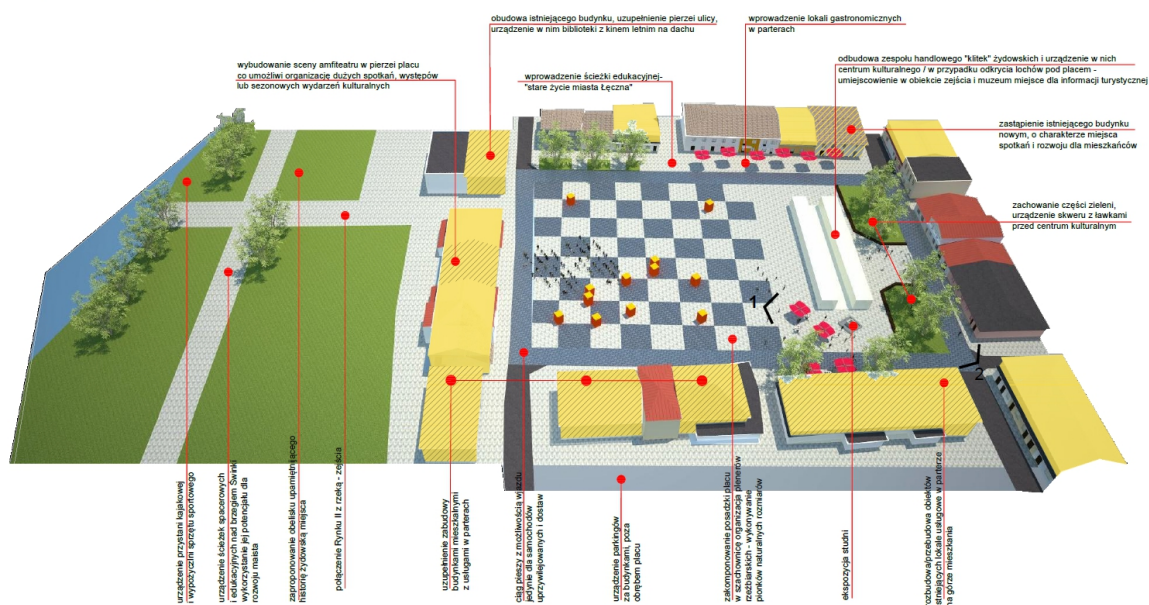 obudowa istniejącego budynku, uzupełnienie pierzei ulicy,
urządzenie w nim biblioteki z kinem letnim na dachu
wprowadzenie lokali gastronomicznych
w parterach
wybudowanie sceny amfiteatru w pierzei placu
co umożliwi organizację dużych spotkań, występów
lub sezonowych wydarzeń kulturalnych
wprowadzenie ścieżki edukacyjnej-
"stare życie miasta Łęczna"
odbudowa zespołu handlowego "klitek" żydowskich i urządzenie w nich
centrum kulturalnego / w przypadku odkrycia lochów pod placem -
umiejscowienie w obiekcie zejścia i muzeum miejsce dla informacji turystycznej
zastąpienie istniejącego budynku
nowym, o charakterze miejsca
spotkań i rozwoju dla mieszkańców
zachowanie części zieleni,
urządzenie skweru z ławkami
przed centrum kulturalnym
1
2
urządzenie przystani kajakowej
i wypożyczlni sprzętu sportowego
urządzenie ścieżek spacerowych
i edukacyjnych nad brzegiem Świnki
wykorzystanie jej potencjału dla
rozwoju maista
zaproponowanie obelisku upamiętniającego
historię żydowską miejsca
połączenie Rynku II z rzeką - zejścia
uzupełnienie zabudowy
budynkami mieszkalnymi
z usługami w parterach
ciąg pieszy z możliwością wjazdu
jedynie dla samochodów
uprzywilejowanych i dostaw
urządzenie parkingów
za budynkami, poza
obrębem placu
zakomponowanie posadzki placu
w szachownicę organizacja plenerów
rzeźbiarskich - wykonywanie
pionków naturalnych rozmiarów
ekspozycja studni
rozbudowa/przebudowa obiektów
istniejących lokale usługowe w parterze
na górze mieszkania